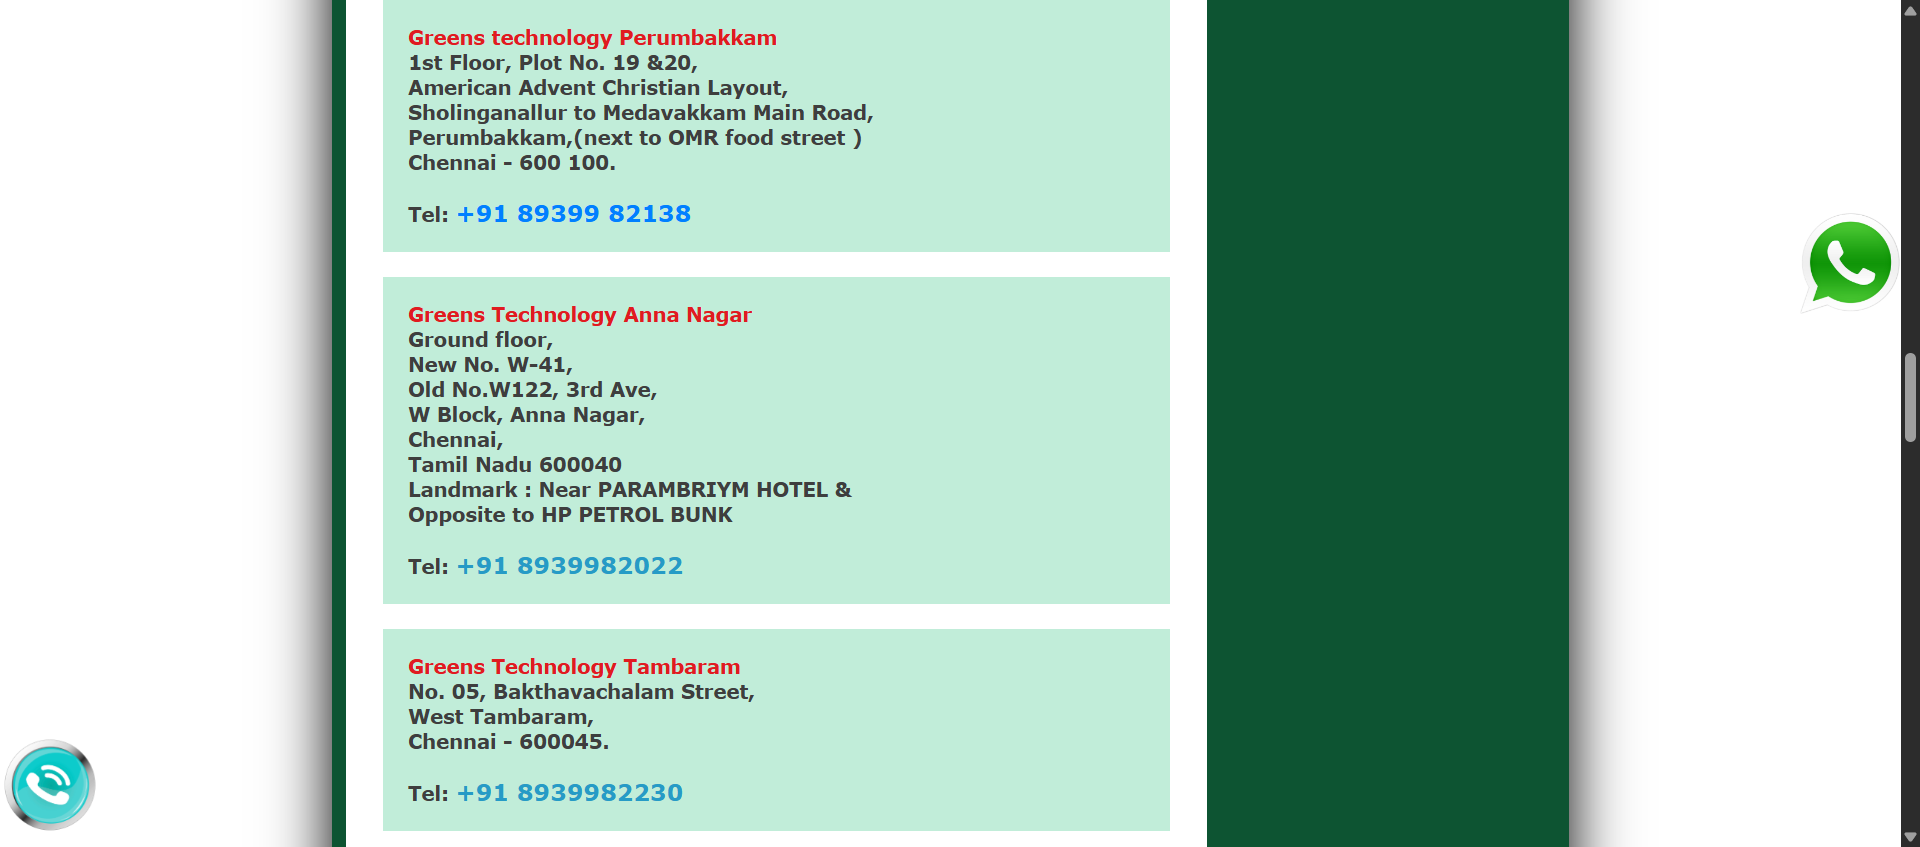 Greens technology Perumbakkam
1st Floor, Plot No. 19 &20,
American Advent Christian Layout,
Sholinganallur to Medavakkam Main Road,
Perumbakkam,(next to OMR food street )
Chennai - 600 100.
Tel: +91 89399 82138
Greens Technology Anna Nagar
Ground floor,
New No. W-41,
Old No.W122, 3rd Ave,
W Block, Anna Nagar,
Chennai,
Tamil Nadu 600040
Landmark : Near PARAMBRIYM HOTEL &
Opposite to HP PETROL BUNK
Tel: +91 8939982022
Greens Technology Tambaram
No. 05, Bakthavachalam Street,
West Tambaram,
Chennai - 600045.
Tel: +91 8939982230